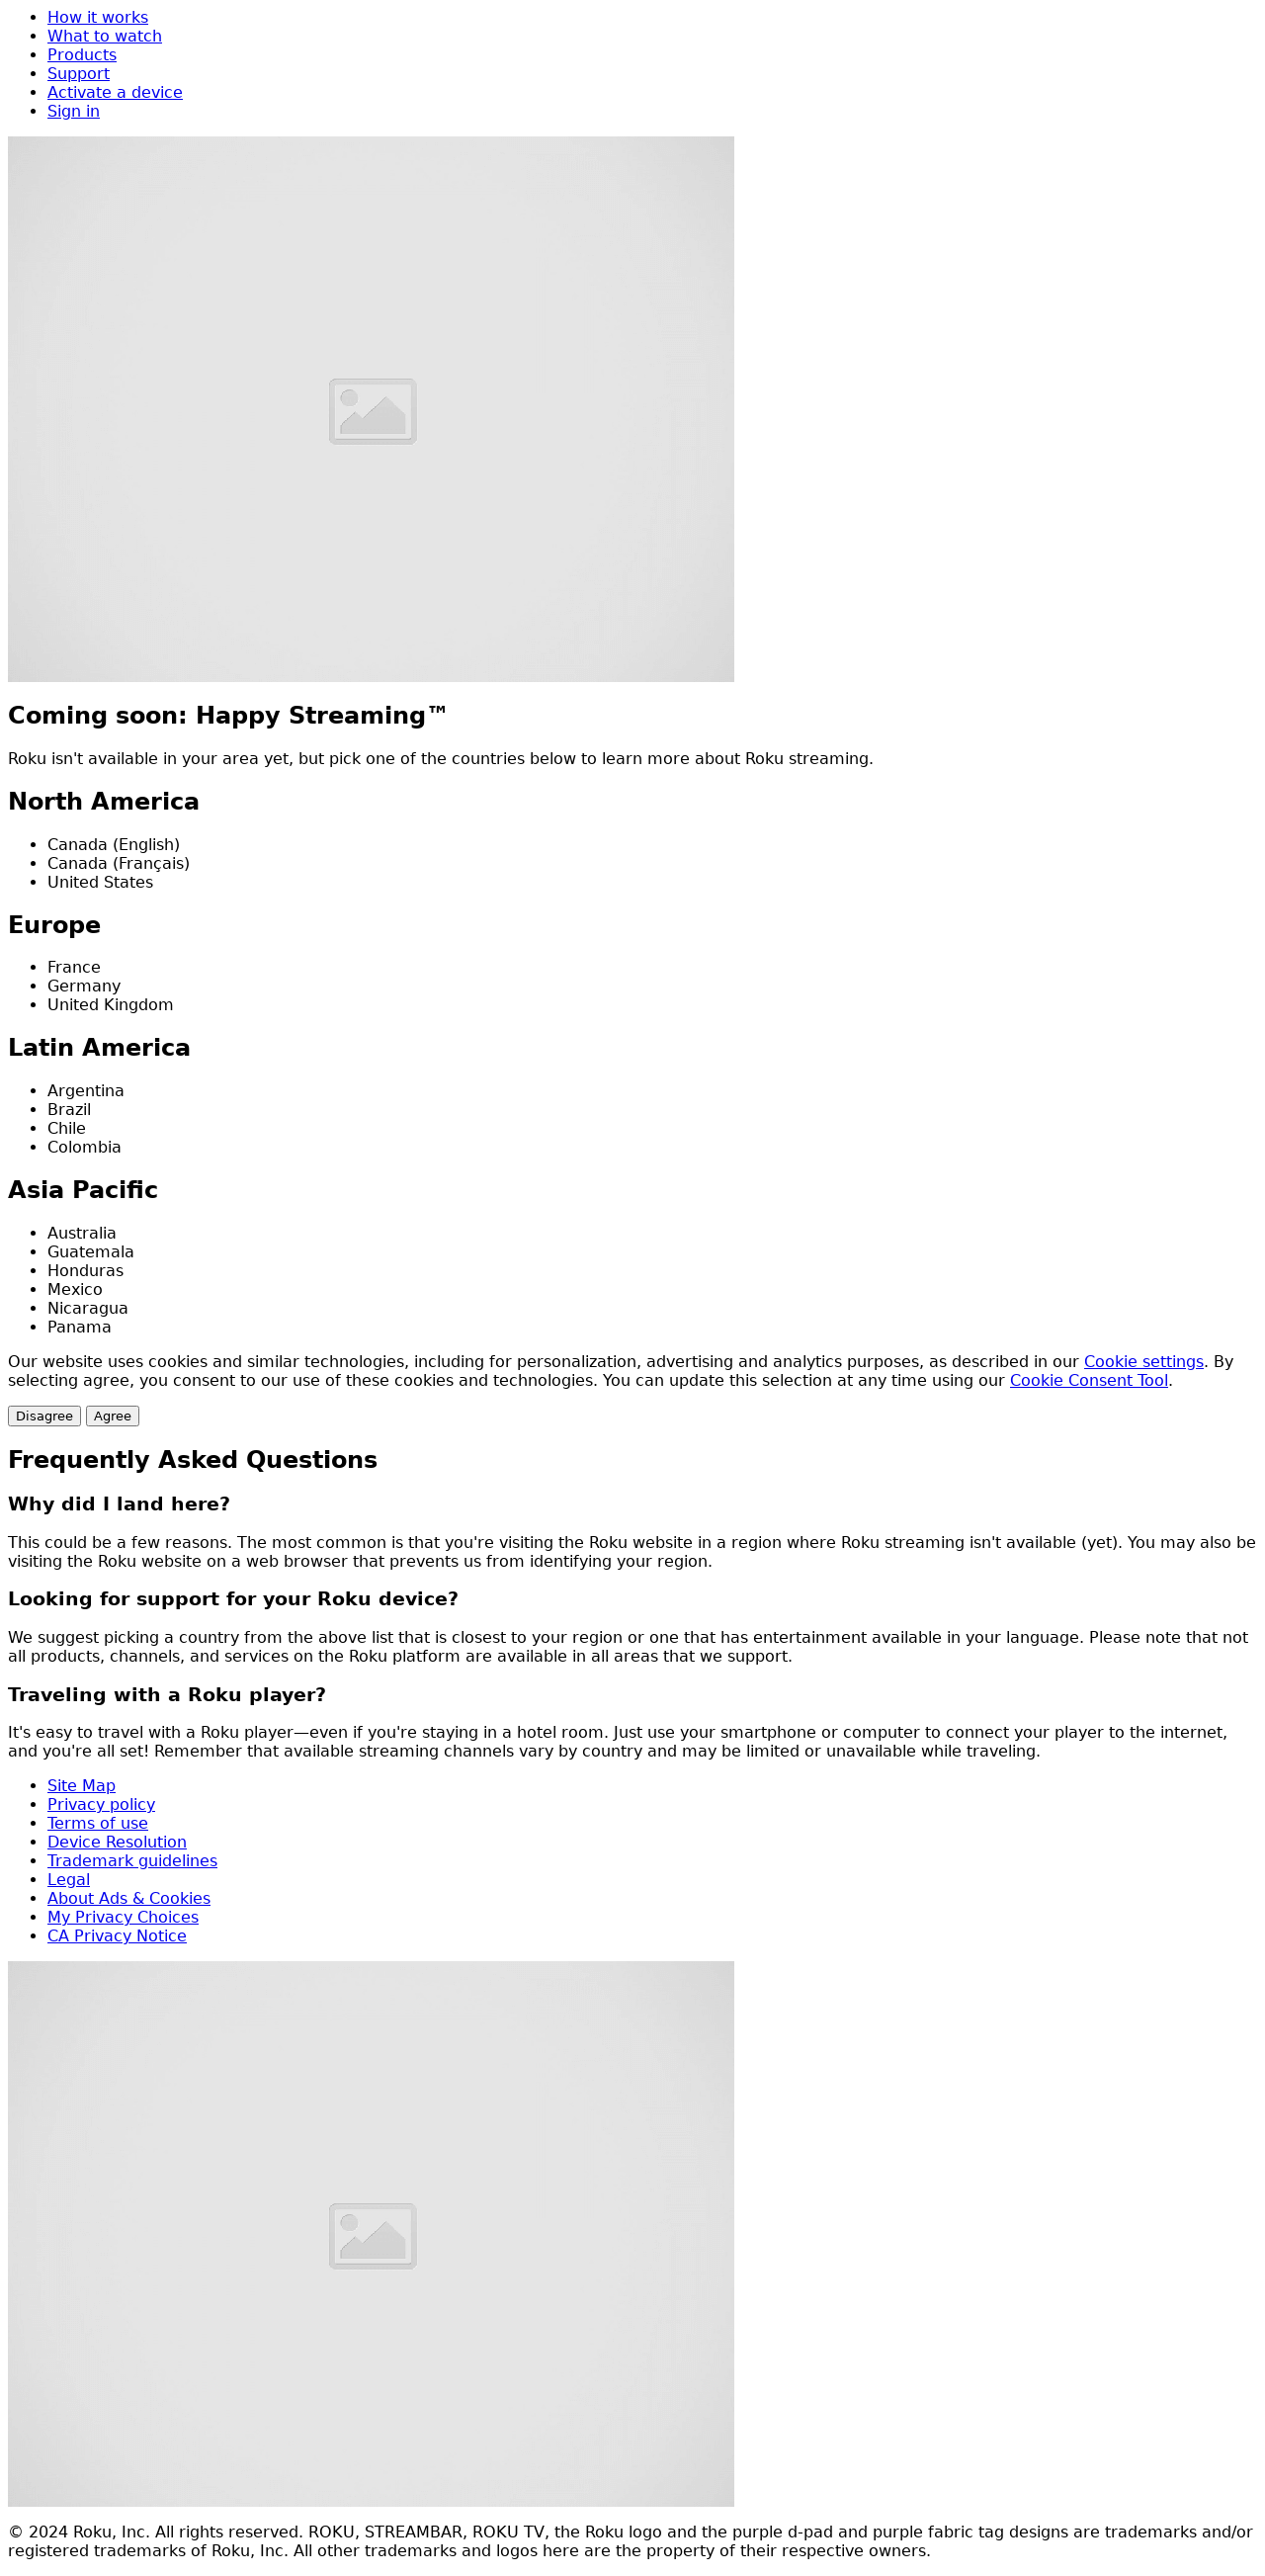 How it works
What to watch
Products
Support
Activate a device
Sign in
Coming soon: Happy Streaming™
Roku isn't available in your area yet, but pick one of the countries below to learn more about Roku streaming.
North America
Canada (English)
Canada (Français)
United States
Europe
France
Germany
United Kingdom
Latin America
Argentina
Brazil
Chile
Colombia
Asia Pacific
Australia
Guatemala
Honduras
Mexico
Nicaragua
Panama
Our website uses cookies and similar technologies, including for personalization, advertising and analytics purposes, as described in our Cookie settings. By
selecting agree, you consent to our use of these cookies and technologies. You can update this selection at any time using our Cookie Consent Tool.
Disagree Agree
Frequently Asked Questions
Why did I land here?
This could be a few reasons. The most common is that you're visiting the Roku website in a region where Roku streaming isn't available (yet). You may also be
visiting the Roku website on a web browser that prevents us from identifying your region.
Looking for support for your Roku device?
We suggest picking a country from the above list that is closest to your region or one that has entertainment available in your language. Please note that not
all products, channels, and services on the Roku platform are available in all areas that we support.
Traveling with a Roku player?
It's easy to travel with a Roku player—even if you're staying in a hotel room. Just use your smartphone or computer to connect your player to the internet,
and you're all set! Remember that available streaming channels vary by country and may be limited or unavailable while traveling.
Site Map
Privacy policy
Terms of use
Device Resolution
Trademark guidelines
Legal
About Ads & Cookies
My Privacy Choices
CA Privacy Notice
© 2024 Roku, Inc. All rights reserved. ROKU, STREAMBAR, ROKU TV, the Roku logo and the purple d-pad and purple fabric tag designs are trademarks and/or
registered trademarks of Roku, Inc. All other trademarks and logos here are the property of their respective owners.